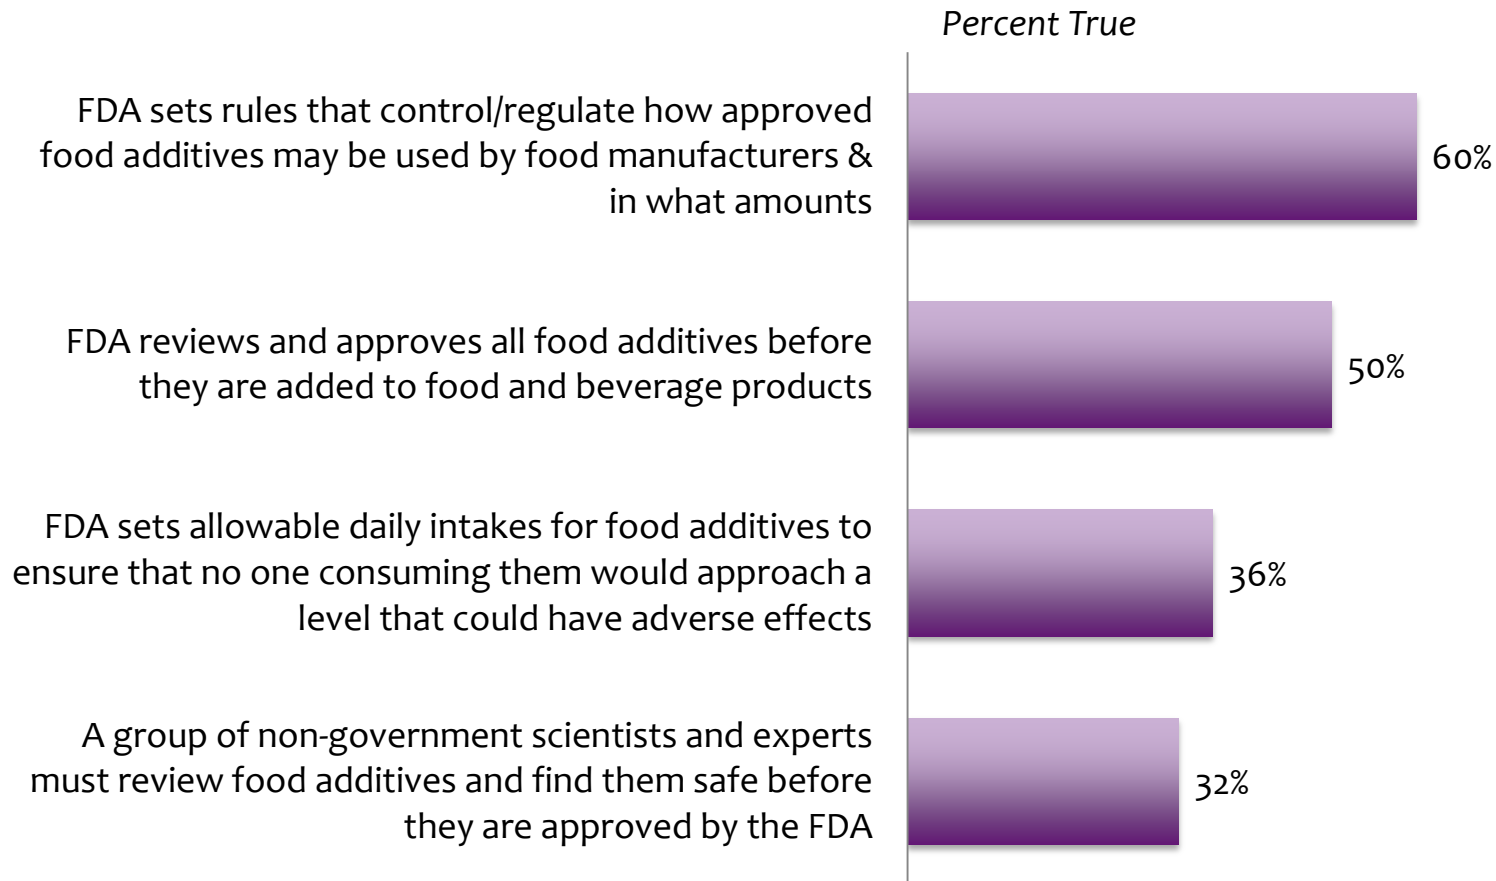 Percent True
FDA sets rules that control/regulate how approved
food additives may be used by food manufacturers &
in what amounts
60%
FDA reviews and approves all food additives before
they are added to food and beverage products
50%
FDA sets allowable daily intakes for food additives to
ensure that no one consuming them would approach a
level that could have adverse effects
36%
A group of non-government scientists and experts
must review food additives and find them safe before
they are approved by the FDA
32%